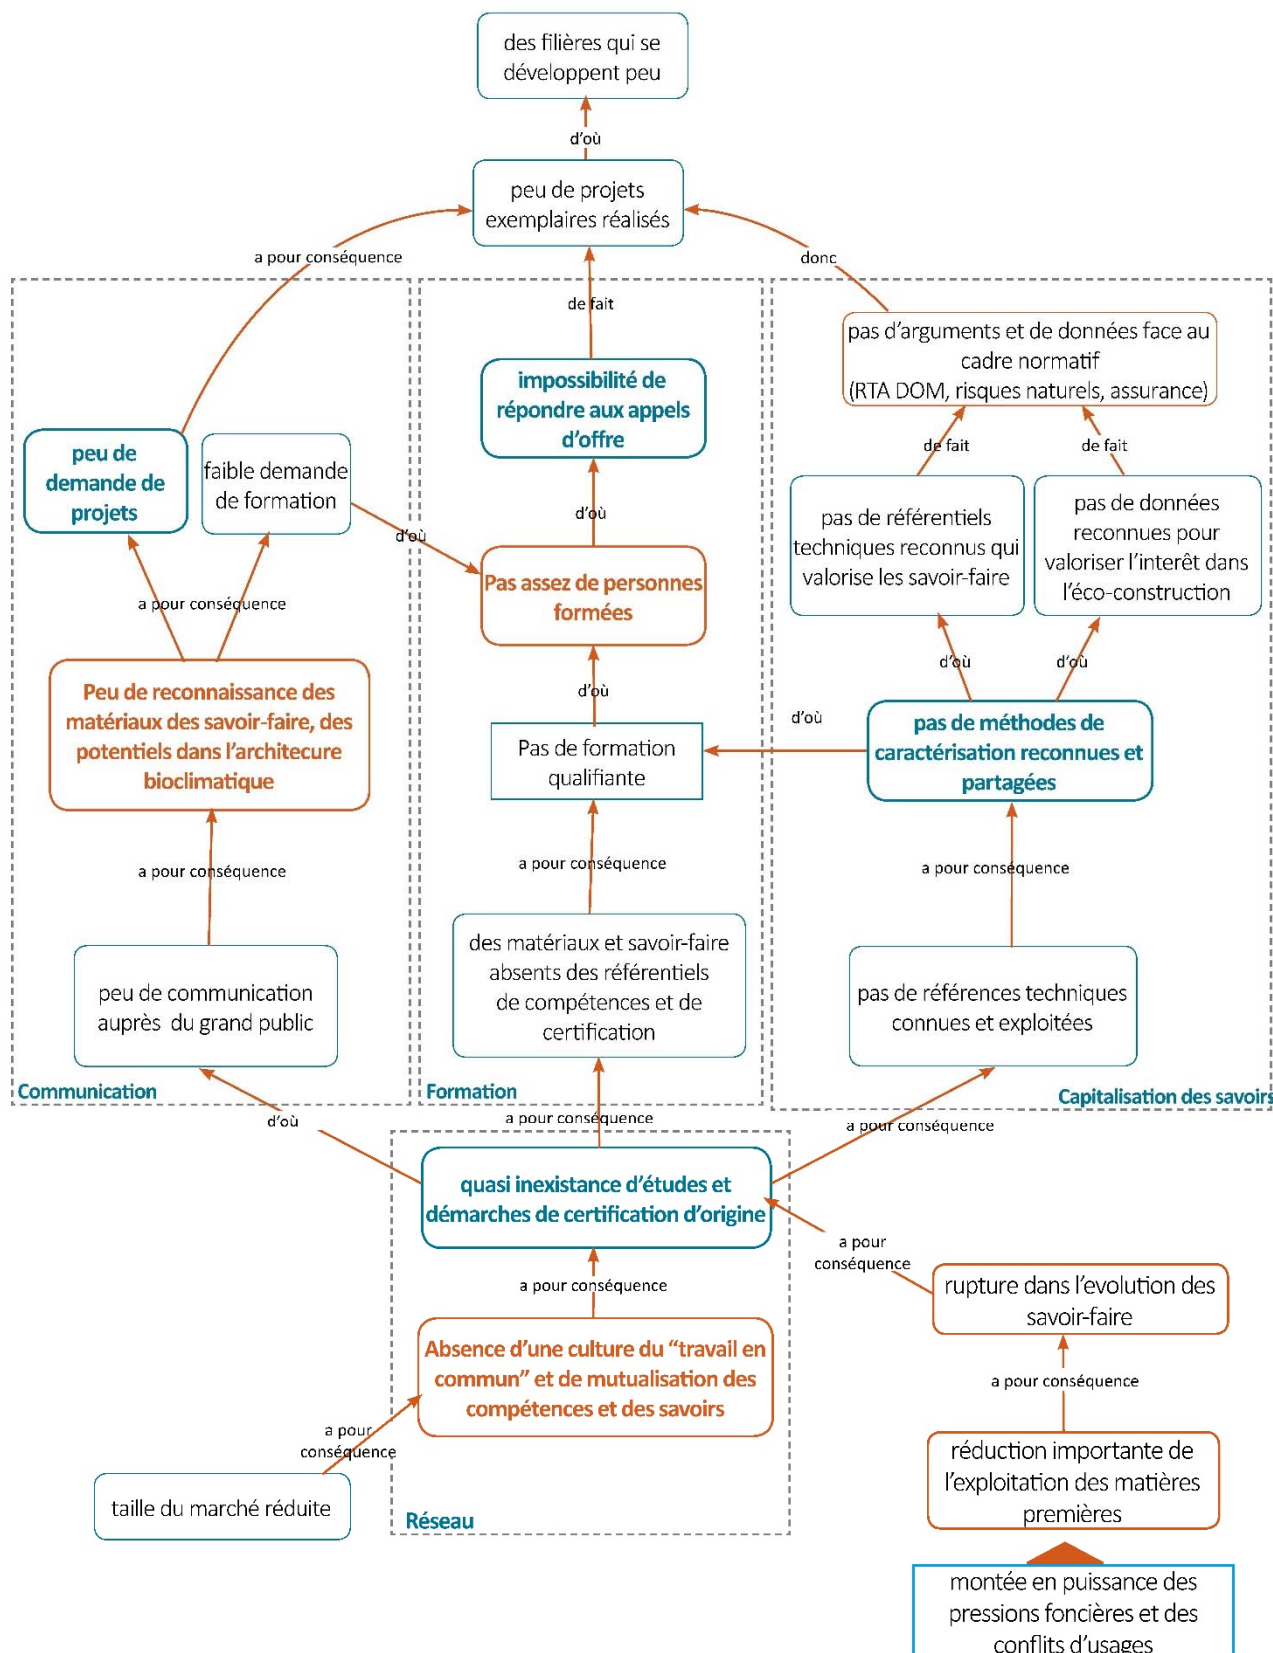 des filières qui se
développent peu
d'où
peu de projets
exemplaires réalisés
a pour conséquence
donc
de fait
pas d'arguments et de données face au
cadre normatif
(RTA DOM, risques naturels, assurance)
impossibilité de
répondre aux appels
d'offre
peu de
demande de
projets
faible demande
de formation
de fait
de fait
pas de référentiels
techniques reconnus qui
valorise les savoir-faire
pas de données
reconnues pour
valoriser l'interêt dans
l'éco-construction
d'où
d'où
Pas assez de personnes
formées
a pour conséquence
d'où
d'où
Peu de reconnaissance des
matériaux des savoir-faire, des
potentiels dans l'architecure
bioclimatique
d'où
d'où
pas de méthodes de
caractérisation reconnues et
partagées
Pas de formation
qualifiante
a pour conséquence
a pour conséquence
a pour conséquence
des matériaux et savoir-faire
absents des référentiels
de compétences et de
certification
peu de communication
auprès du grand public
pas de références techniques
connues et exploitées
Communication
Formation
Capitalisation des savoirs
d'où
a pour conséquence
a pour conséquence
quasi inexistance d'études et
démarches de certification d'origine
a pour
conséquence
a pour conséquence
rupture dans l'evolution des
savoir-faire
Absence d'une culture du "travail en
commun" et de mutualisation des
compétences et des savoirs
a pour conséquence
a pour
conséquence
taille du marché réduite
Réseau
réduction importante de
l'exploitation des matières
premières
montée en puissance des
pressions foncières et des
conflits d'usages